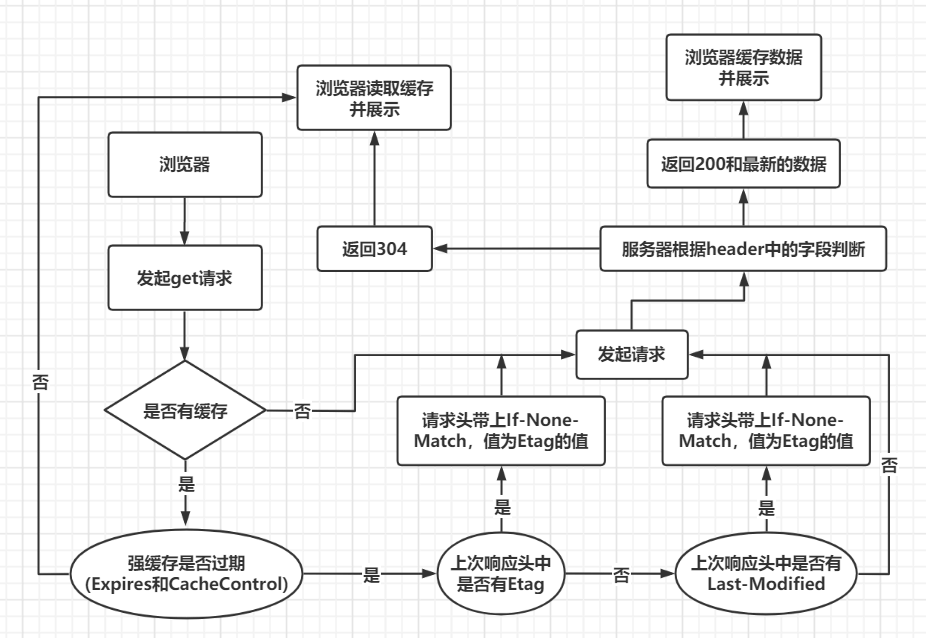 浏览器缓存数据
并展示
浏览器读取缓存
并展示
浏览器
返回200和最新的数据
返回304
服务器根据header中的字段判断
发起get请求
发起请求
否
是否有缓存
否
请求头带上If-None-
Match，值为Etag的值
请求头带上If-None-
Match，值为Etag的值
否
是
是
是
强缓存是否过期
(Expires和CacheControl)
是
上次响应头中
是否有Etag
否
上次响应头中是否有
Last-Modified